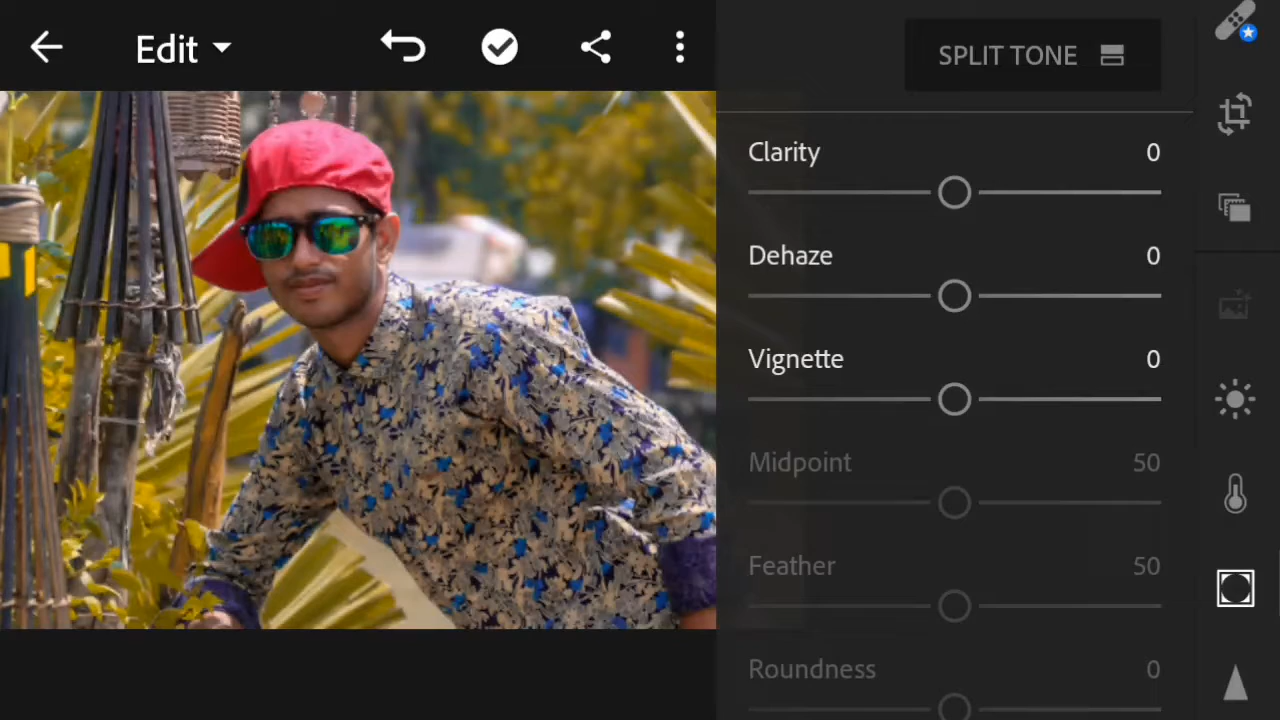 Edit
SPLIT TONE
Clarity 0
Dehaze 0
Vignette 0
Midpoint 50
Feather 50
Roundness 0